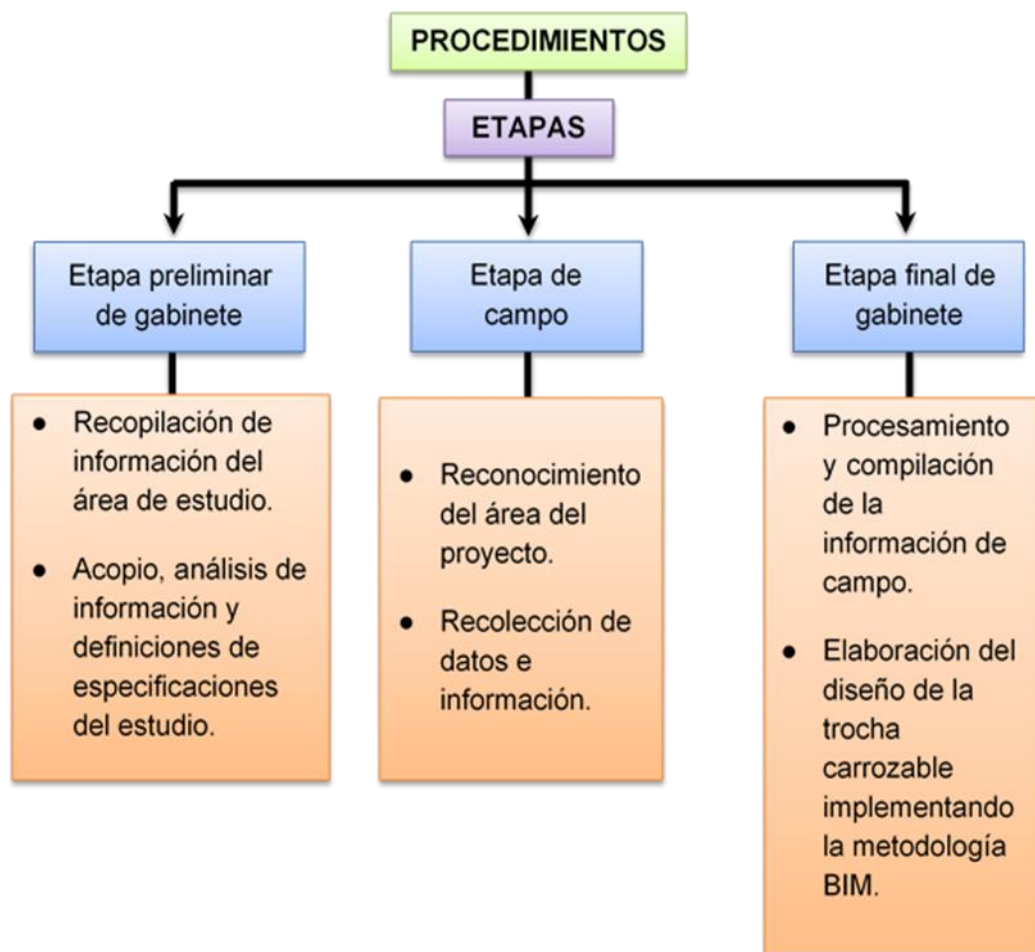 PROCEDIMIENTOS
ETAPAS
Etapa preliminar
de gabinete
● Recopilación de
información del
área de estudio.
● Acopio, análisis de
información y
definiciones de
especificaciones
del estudio.
Etapa de
campo
● Reconocimiento
del área del
proyecto.
● Recolección de
datos e
información.
Etapa final de
gabinete
● Procesamiento
y compilación
de la
información de
campo.
● Elaboración del
diseño de la
trocha
carrozable
implementando
la metodología
BIM.